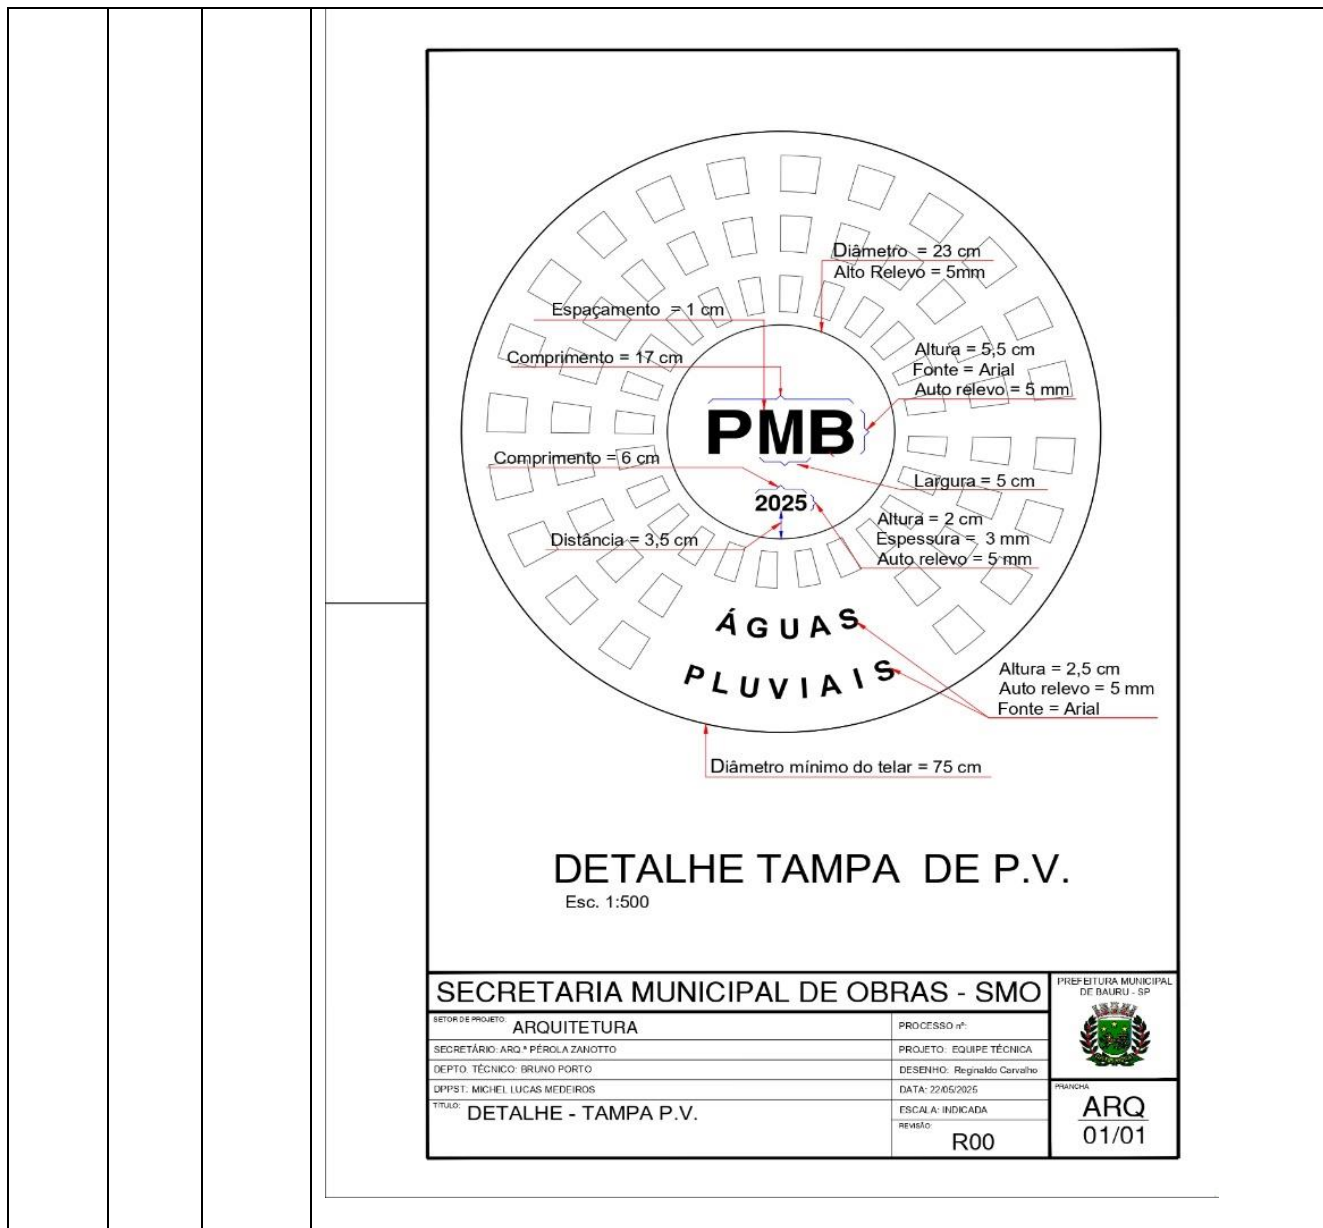 Diâmetro = 23 cm
Alto Relevo = 5mm
Espaçamento = 1 cm
Comprimento = 17 cm
Altura = 5,5 cm
Fonte = Arial
Auto relevo = 5 mm
PMB
Comprimento = 6 cm
Largura = 5 cm
2025
Altura = 2 cm
Espessura = 3 mm
Auto relevo = 5 mm
Distância = 3,5 cm
ÁGUAS
PLUVIAIS
Altura = 2,5 cm
Auto relevo = 5 mm
Fonte = Arial
Diâmetro mínimo do telar = 75 cm
DETALHE TAMPA DE P.V.
Esc. 1:500
SECRETARIA MUNICIPAL DE OBRAS - SMO
PREFEITURA MUNICIPAL
DE BAURU - SP
SETOR DE PROJETO: ARQUITETURA
PROCESSO nº:
SECRETÁRIO: ARQ.ª PÉROLA ZANOTTO
PROJETO: EQUIPE TÉCNICA
DEPTO. TÉCNICO: BRUNO PORTO
DESENHO: Reginaldo Carvalho
DPPST: MICHEL LUCAS MEDEIROS
DATA: 22/05/2025
TÍTULO: DETALHE - TAMPA P.V.
ESCALA: INDICADA
REVISÃO:
R00
PRANCHA
ARQ
01/01